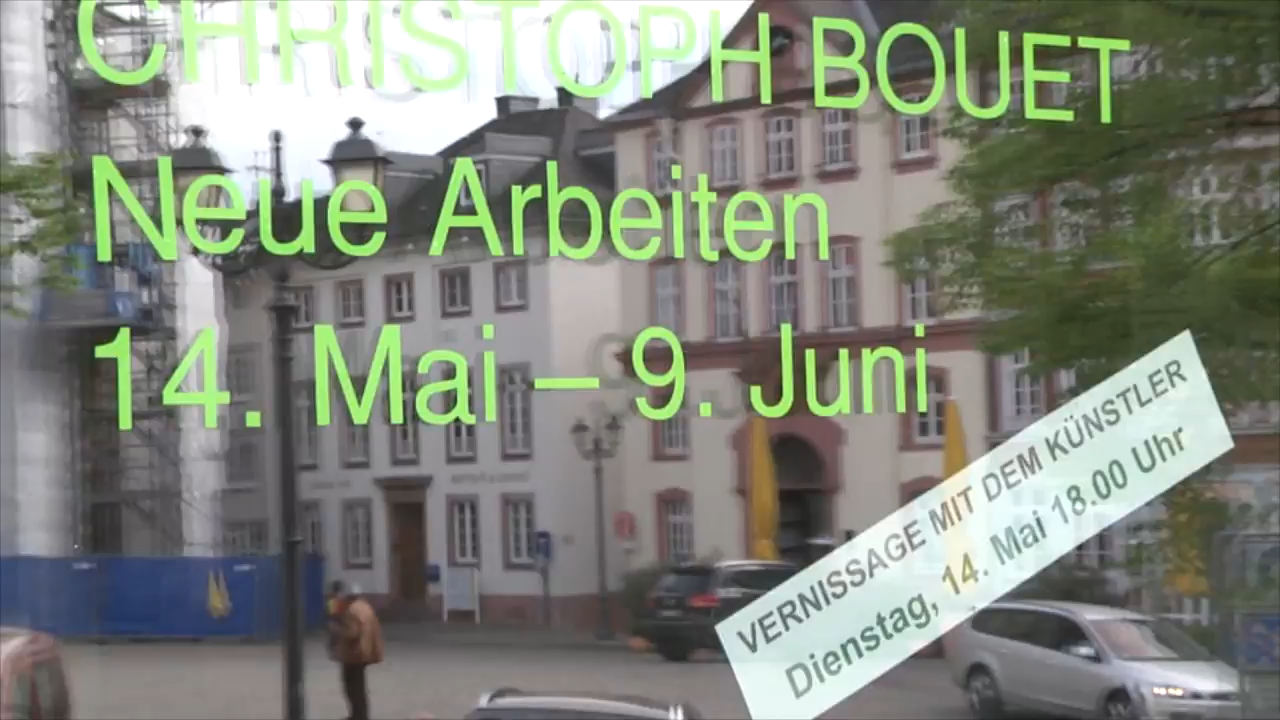 CHRISTOPH BOUET
Neue Arbeiten
14. Mai – 9. Juni
VERNISSAGE MIT DEM KÜNSTLER
Dienstag, 14. Mai 18.00 Uhr